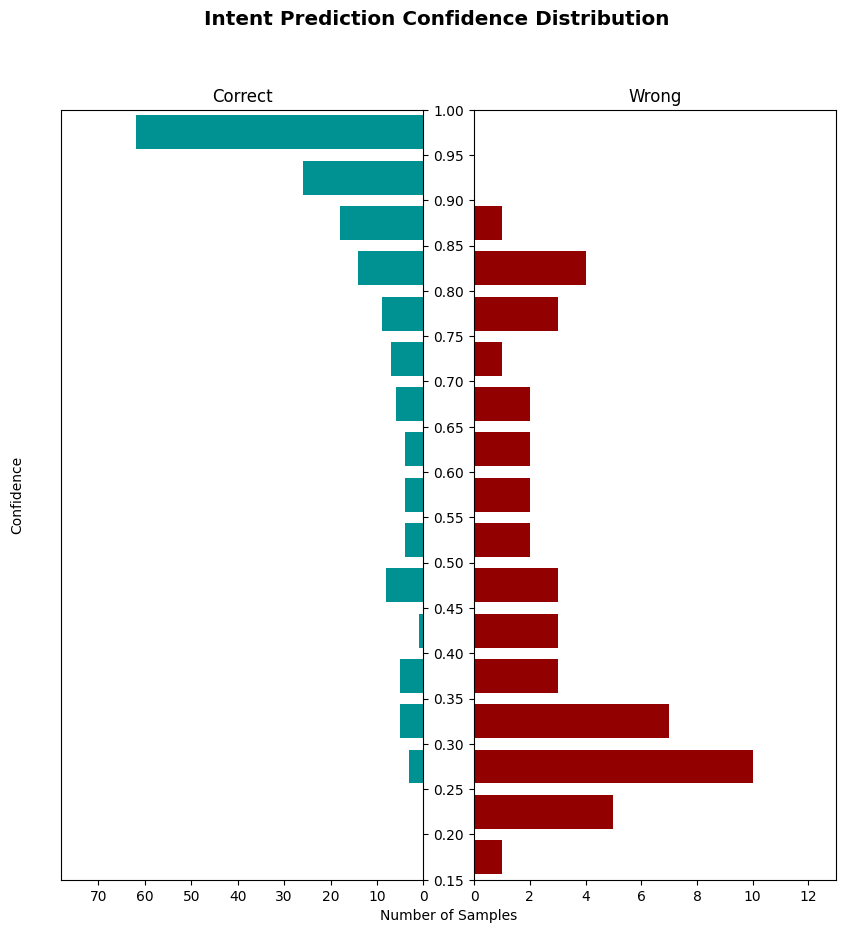 Intent Prediction Confidence Distribution
Correct
Wrong
Confidence
1.00
0.95
0.90
0.85
0.80
0.75
0.70
0.65
0.60
0.55
0.50
0.45
0.40
0.35
0.30
0.25
0.20
0.15
70 60 50 40 30 20 10 0
0 2 4 6 8 10 12
Number of Samples